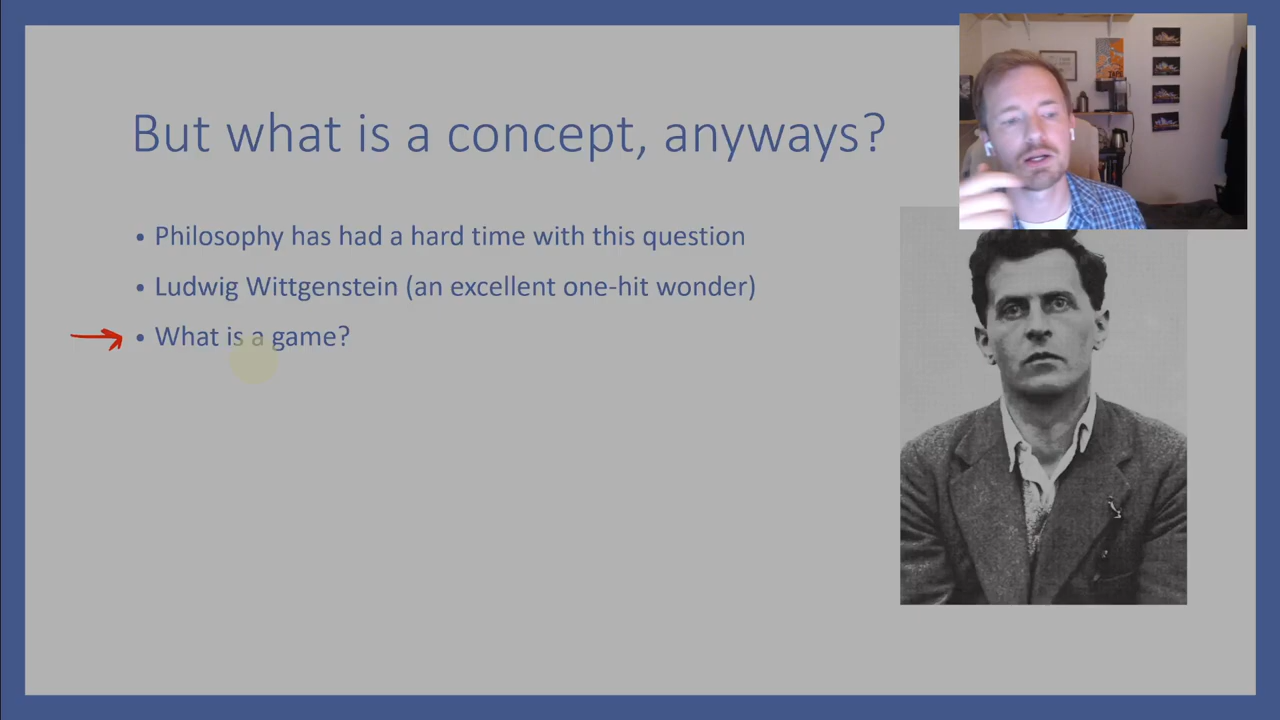 But what is a concept, anyways?
• Philosophy has had a hard time with this question
• Ludwig Wittgenstein (an excellent one-hit wonder)
• What is a game?